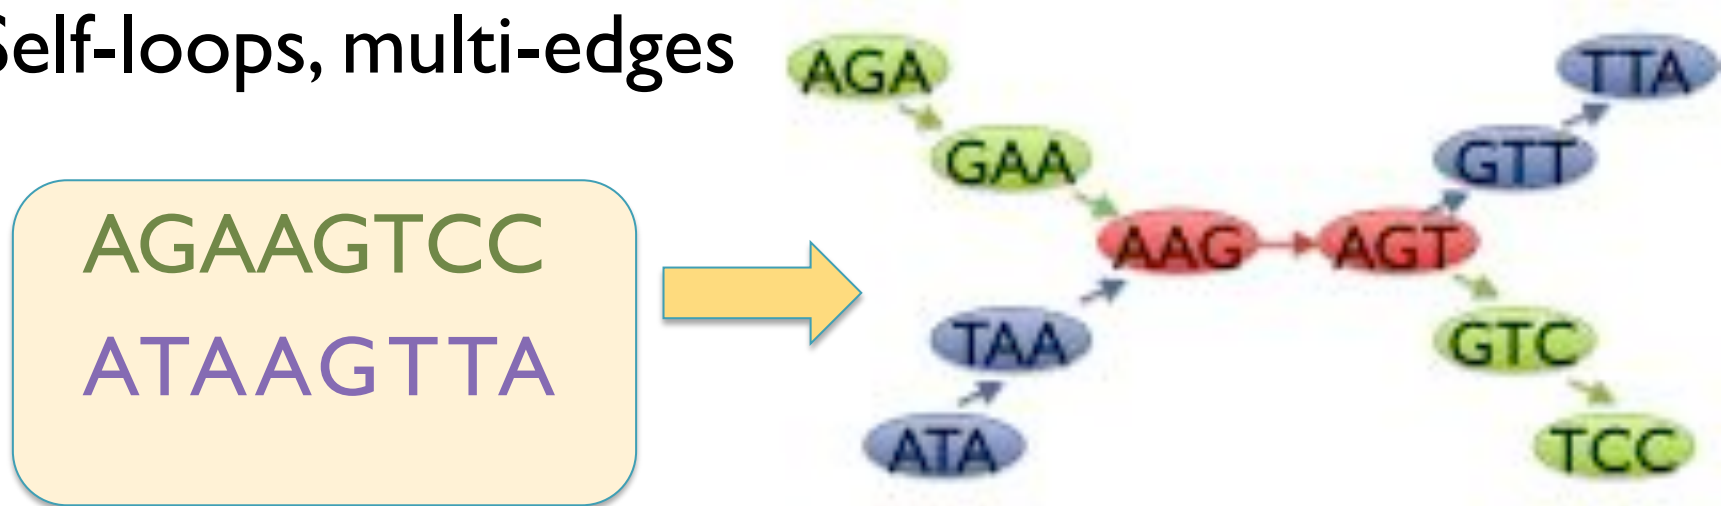 Self-loops, multi-edges
AGAAGTCC
ATAAGTTA
AGA
GAA
AAG
AGT
GTT
TTA
TAA
ATA
GTC
TCC